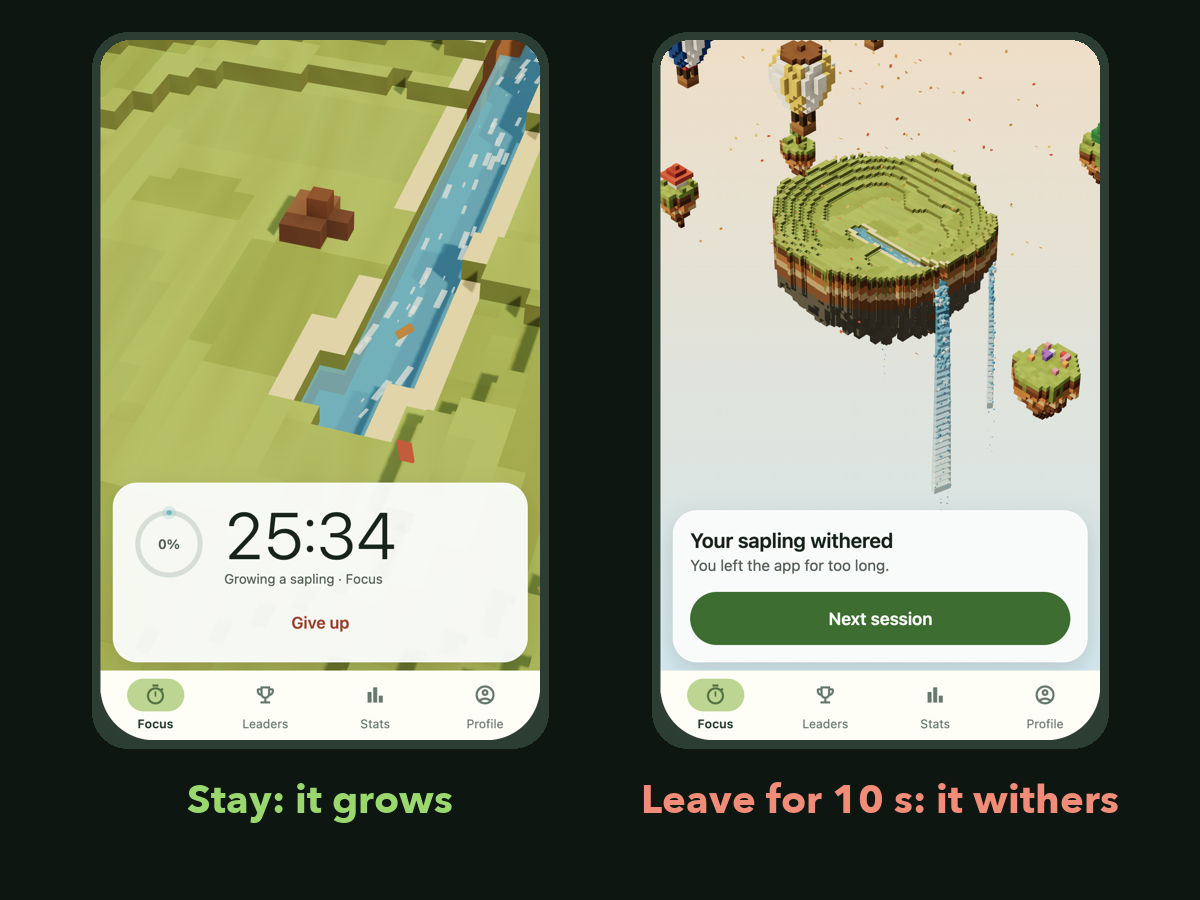 0%
25:34
Growing a sapling · Focus
Give up
Focus
Leaders
Stats
Profile
Stay: it grows
Your sapling withered
You left the app for too long.
Next session
Focus
Leaders
Stats
Profile
Leave for 10 s: it withers